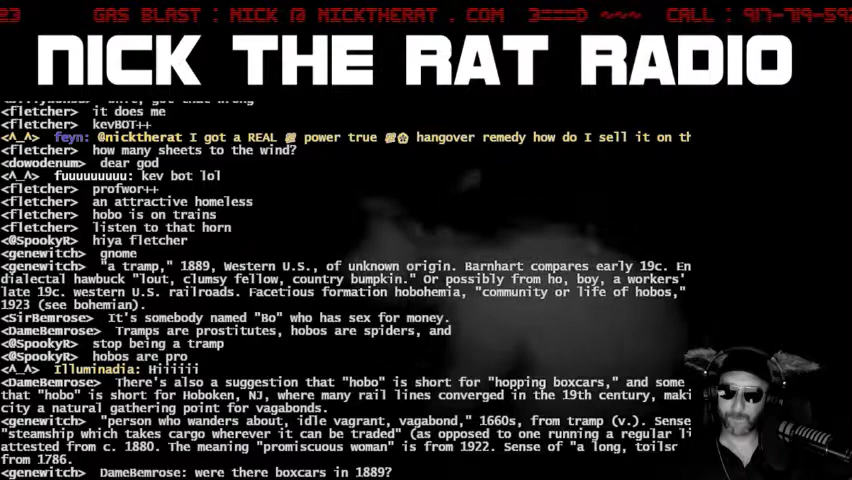 23 GAS BLAST : NICK @ NICKTHERAT . COM 3===D ~~~ CALL : 917-719-592
NICK THE RAT RADIO
<fletcher> it does me
<fletcher> kevBOT++
<^_^> feyn: @nicktherat I got a REAL power true hangover remedy how do I sell it on th
<fletcher> how many sheets to the wind?
<dowodenum> dear god
<^_^> fuuuuuuuuu: kev bot lol
<fletcher> profwor++
<fletcher> an attractive homeless
<fletcher> hobo is on trains
<fletcher> listen to that horn
<@SpookyR> hiya fletcher
<genewitch> gnome
<genewitch> "a tramp," 1889, Western U.S., of unknown origin. Barnhart compares early 19c. En
dialectal hawbuck "lout, clumsy fellow, country bumpkin." Or possibly from ho, boy, a workers'
late 19c. western U.S. railroads. Facetious formation hobohemia, "community or life of hobos,"
1923 (see bohemian).
<SirBemrose> It's somebody named "Bo" who has sex for money.
<DameBemrose> Tramps are prostitutes, hobos are spiders, and
<@SpookyR> stop being a tramp
<@SpookyR> hobos are pro
<^_^> Illuminadia: Hiiiiii
<DameBemrose> There's also a suggestion that "hobo" is short for "hopping boxcars," and some
that "hobo" is short for Hoboken, NJ, where many rail lines converged in the 19th century, maki
city a natural gathering point for vagabonds.
<genewitch> "person who wanders about, idle vagrant, vagabond," 1660s, from tramp (v.). Sense
"steamship which takes cargo wherever it can be traded" (as opposed to one running a regular li
attested from c. 1880. The meaning "promiscuous woman" is from 1922. Sense of "a long, toilsc
from 1786.
<genewitch> DameBemrose: were there boxcars in 1889?